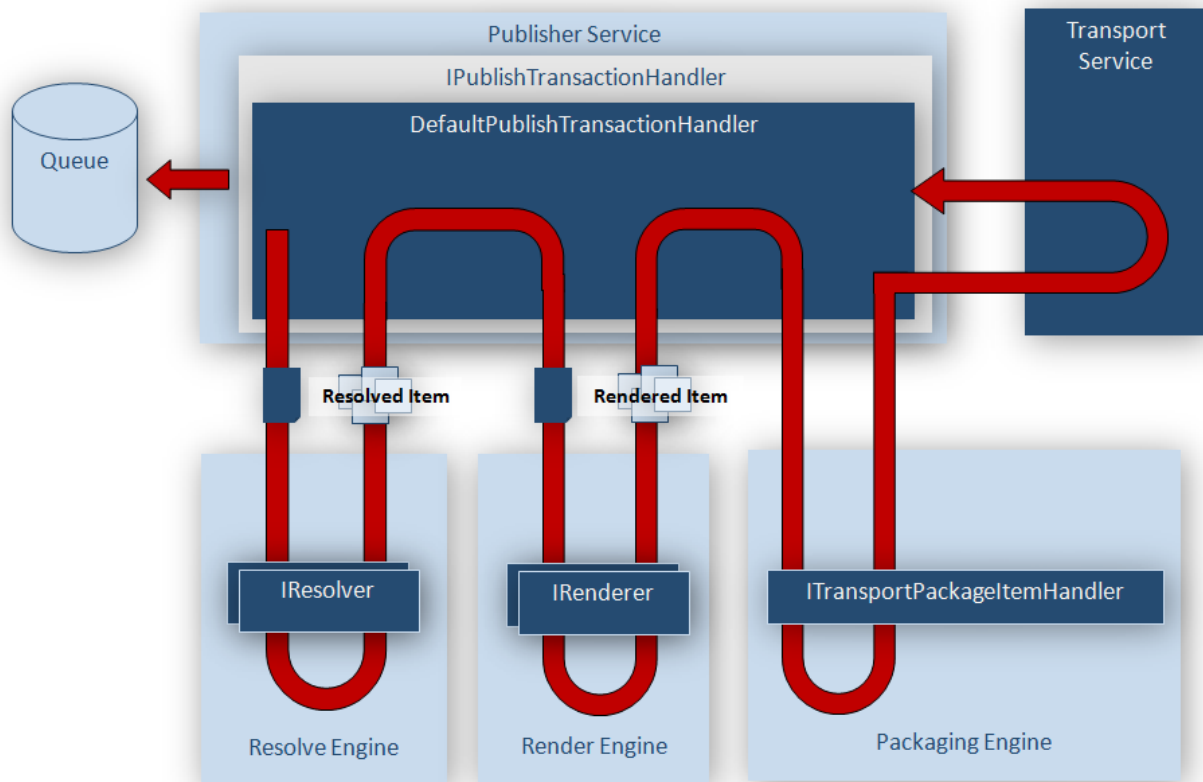 Publisher Service
Transport
Service
IPublishTransactionHandler
DefaultPublishTransactionHandler
Queue
Resolved Item
Rendered Item
IResolver
IRenderer
ITransportPackageItemHandler
Resolve Engine
Render Engine
Packaging Engine